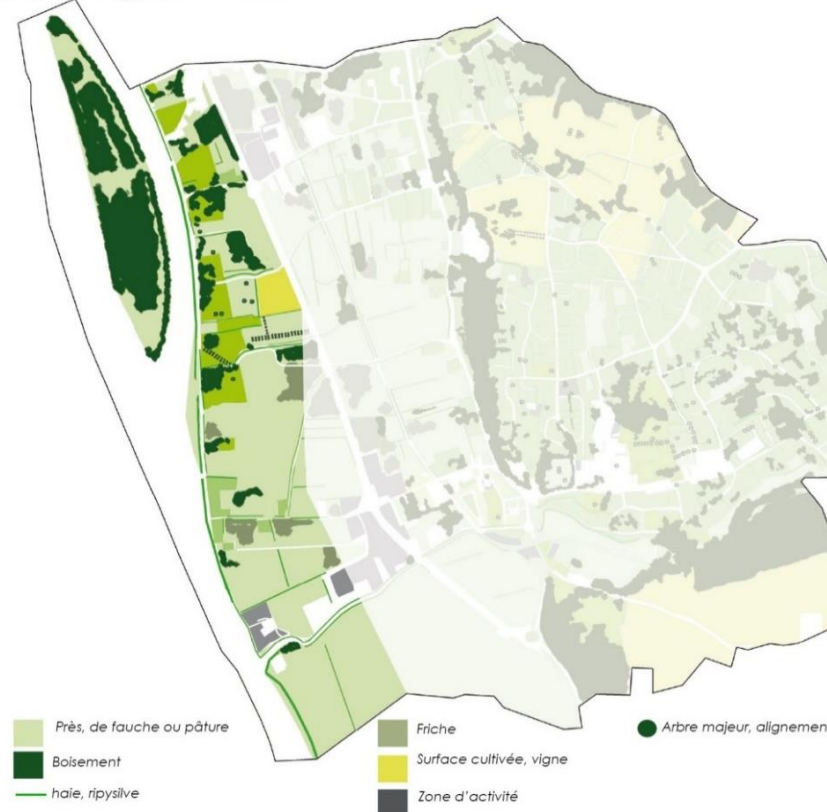 Près, de fauche ou pâture
Boisement
haie, ripysilve
Friche
Surface cultivée, vigne
Zone d'activité
Arbre majeur, alignemen